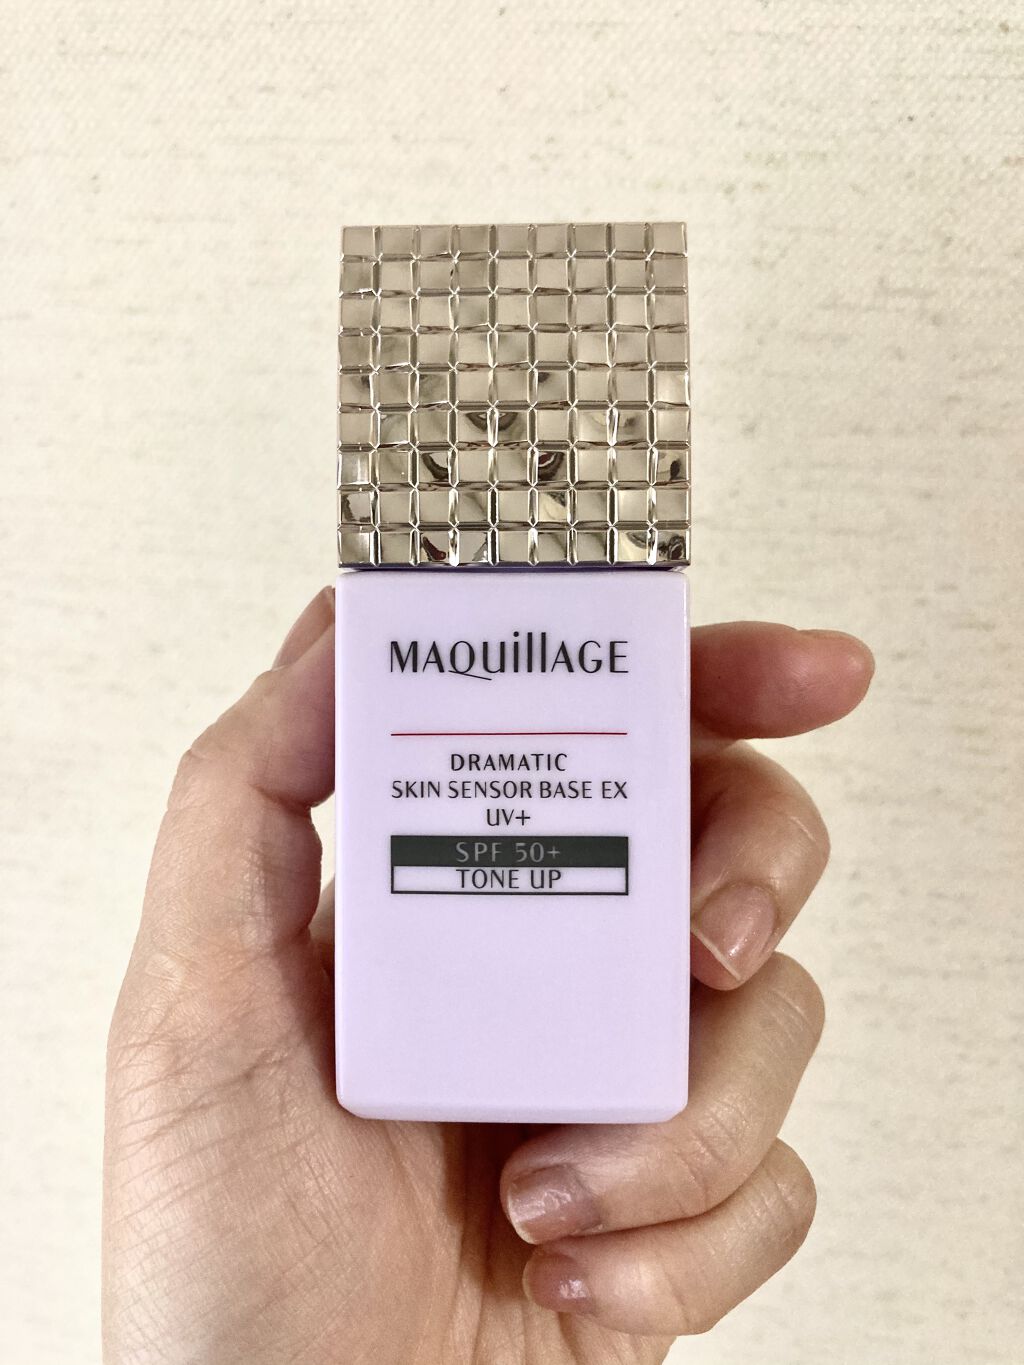 MAQuillAGE
DRAMATIC
SKIN SENSOR BASE EX
UV+
SPF 50+
TONE UP